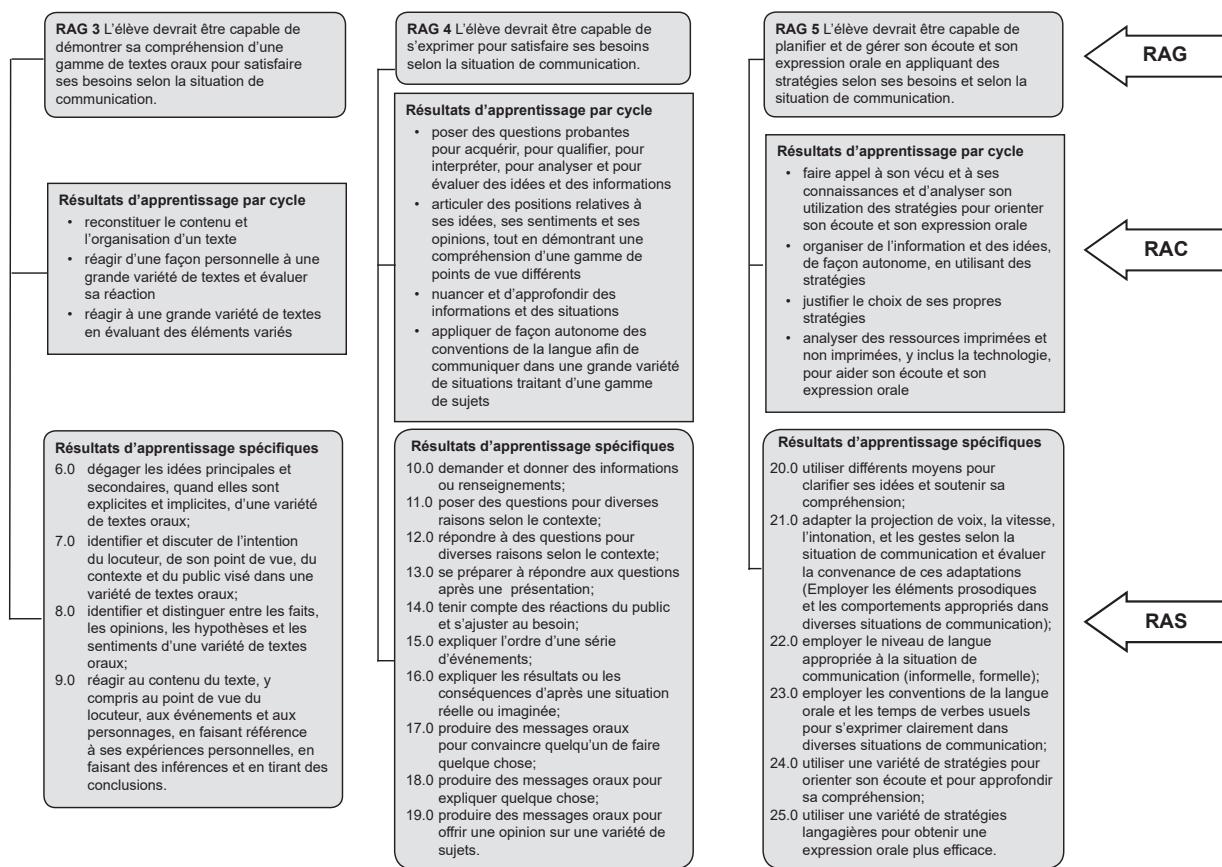 RAG 3 L'élève devrait être capable de
démontrer sa compréhension d'une
gamme de textes oraux pour satisfaire
ses besoins selon la situation de
communication.
Résultats d'apprentissage par cycle
• reconstituer le contenu et
l'organisation d'un texte
• réagir d'une façon personnelle à une
grande variété de textes et évaluer
sa réaction
• réagir à une grande variété de textes
en évaluant des éléments variés
Résultats d'apprentissage spécifiques
6.0 dégager les idées principales et
secondaires, quand elles sont
explicites et implicites, d'une variété
de textes oraux;
7.0 identifier et discuter de l'intention
du locuteur, de son point de vue, du
contexte et du public visé dans une
variété de textes oraux;
8.0 identifier et distinguer entre les faits,
les opinions, les hypothèses et les
sentiments d'une variété de textes
oraux;
9.0 réagir au contenu du texte, y
compris au point de vue du
locuteur, aux événements et aux
personnages, en faisant référence
à ses expériences personnelles, en
faisant des inférences et en tirant des
conclusions.
RAG 4 L'élève devrait être capable de
s'exprimer pour satisfaire ses besoins
selon la situation de communication.
Résultats d'apprentissage par cycle
• poser des questions probantes
pour acquérir, pour qualifier, pour
interpréter, pour analyser et pour
évaluer des idées et des informations
• articuler des positions relatives à
ses idées, ses sentiments et ses
opinions, tout en démontrant une
compréhension d'une gamme de
points de vue différents
• nuancer et d'approfondir des
informations et des situations
• appliquer de façon autonome des
conventions de la langue afin de
communiquer dans une grande variété
de situations traitant d'une gamme
de sujets
Résultats d'apprentissage spécifiques
10.0 demander et donner des informations
ou renseignements;
11.0 poser des questions pour diverses
raisons selon le contexte;
12.0 répondre à des questions pour
diverses raisons selon le contexte;
13.0 se préparer à répondre aux questions
après une présentation;
14.0 tenir compte des réactions du public
et s'ajuster au besoin;
15.0 expliquer l'ordre d'une série
d'événements;
16.0 expliquer les résultats ou les
conséquences d'après une situation
réelle ou imaginée;
17.0 produire des messages oraux
pour convaincre quelqu'un de faire
quelque chose;
18.0 produire des messages oraux pour
expliquer quelque chose;
19.0 produire des messages oraux pour
offrir une opinion sur une variété de
sujets.
RAG 5 L'élève devrait être capable de
planifier et de gérer son écoute et son
expression orale en appliquant des
stratégies selon ses besoins et selon la
situation de communication.
Résultats d'apprentissage par cycle
• faire appel à son vécu et à ses
connaissances et d'analyser son
utilization des stratégies pour orienter
son écoute et son expression orale
• organiser de l'information et des idées,
de façon autonome, en utilisant des
stratégies
• justifier le choix de ses propres
stratégies
• analyser des ressources imprimées et
non imprimées, y inclus la technologie,
pour aider son écoute et son
expression orale
Résultats d'apprentissage spécifiques
20.0 utiliser différents moyens pour
clarifier ses idées et soutenir sa
compréhension;
21.0 adapter la projection de voix, la vitesse,
l'intonation, et les gestes selon la
situation de communication et évaluer
la convenance de ces adaptations
(Employer les éléments prosodiques
et les comportements appropriés dans
diverses situations de communication);
22.0 employer le niveau de langue
appropriée à la situation de
communication (informelle, formelle);
23.0 employer les conventions de la langue
orale et les temps de verbes usuels
pour s'exprimer clairement dans
diverses situations de communication;
24.0 utiliser une variété de stratégies pour
orienter son écoute et pour approfondir
sa compréhension;
25.0 utiliser une variété de stratégies
langagières pour obtenir une
expression orale plus efficace.
RAG
RAC
RAS